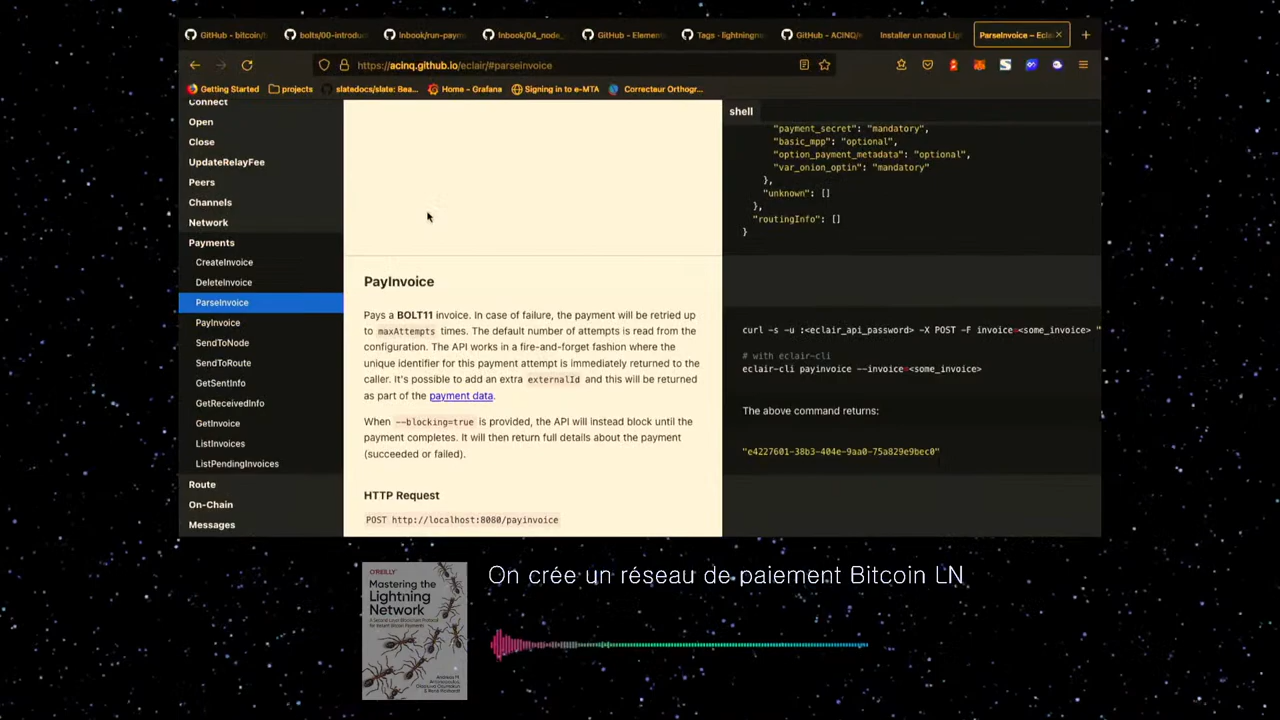 GitHub - bitcoin/
bolts/00-introduc
lnbook/run-paym
lnbook/04_node_
GitHub - Elemen
Tags · lightningn
GitHub - ACINQ/
Installer un nœud Lig
ParseInvoice – Ecla
https://acinq.github.io/eclair/#parseinvoice
Getting Started
projects
slatedocs/slate: Bea...
Home - Grafana
Signing in to e-MTA
Correcteur Orthogr...
Connect
Open
Close
UpdateRelayFee
Peers
Channels
Network
Payments
CreateInvoice
DeleteInvoice
ParseInvoice
PayInvoice
SendToNode
SendToRoute
GetSentInfo
GetReceivedInfo
GetInvoice
ListInvoices
ListPendingInvoices
Route
On-Chain
Messages
PayInvoice
Pays a BOLT11 invoice. In case of failure, the payment will be retried up
to maxAttempts times. The default number of attempts is read from the
configuration. The API works in a fire-and-forget fashion where the
unique identifier for this payment attempt is immediately returned to the
caller. It's possible to add an extra externalId and this will be returned
as part of the payment data.
When --blocking=true is provided, the API will instead block until the
payment completes. It will then return full details about the payment
(succeeded or failed).
HTTP Request
POST http://localhost:8080/payinvoice
shell
"payment_secret": "mandatory",
"basic_mpp": "optional",
"option_payment_metadata": "optional",
"var_onion_optin": "mandatory"
},
"unknown": []
},
"routingInfo": []
}
curl -s -u :<eclair_api_password> -X POST -F invoice=<some_invoice> "
# with eclair-cli
eclair-cli payinvoice --invoice=<some_invoice>
The above command returns:
"e4227601-38b3-404e-9aa0-75a829e9bec0"
O'REILLY
Mastering the
Lightning
Network
A Second Layer Blockchain Protocol
for Instant Bitcoin Payments
On crée un réseau de paiement Bitcoin LN